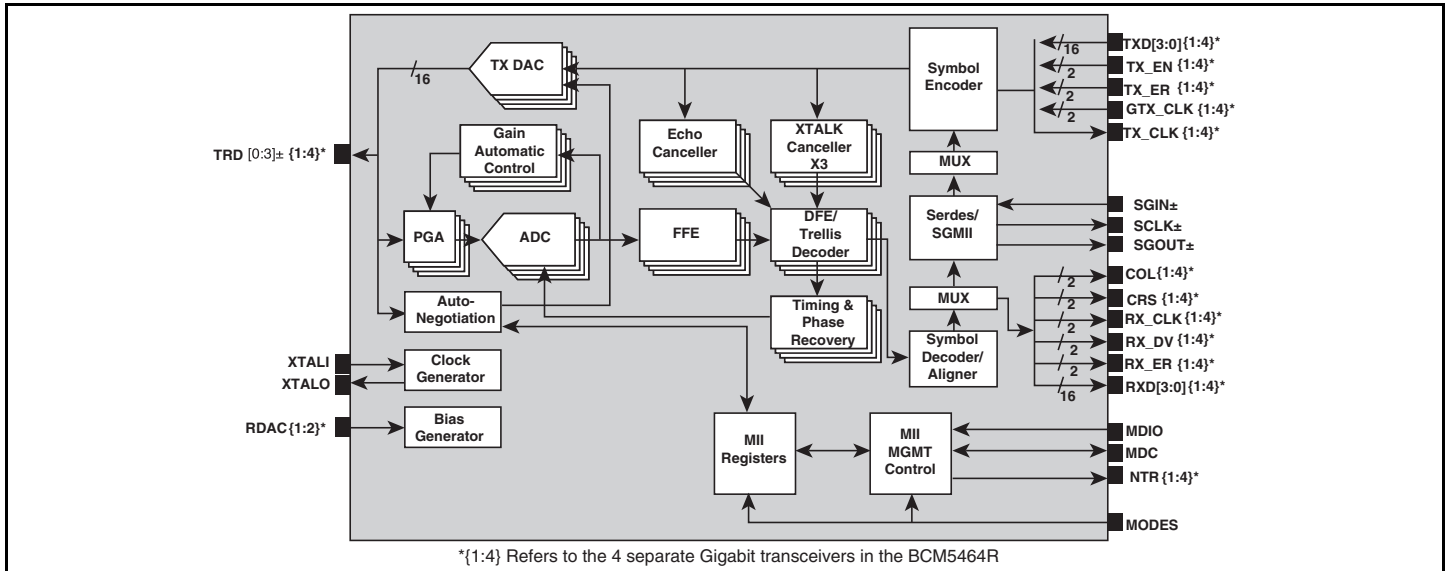 TX DAC
16
Symbol
Encoder
16
TXD[3:0]{1:4}*
2
TX_EN {1:4}*
2
TX_ER {1:4}*
2
GTX_CLK {1:4}*
TX_CLK {1:4}*
TRD [0:3]± {1:4}*
Gain
Automatic
Control
Echo
Canceller
XTALK
Canceller
X3
MUX
PGA
ADC
FFE
DFE/
Trellis
Decoder
Serdes/
SGMII
SGIN±
SCLK±
SGOUT±
Auto-
Negotiation
Timing &
Phase
Recovery
MUX
Symbol
Decoder/
Aligner
2
COL{1:4}*
2
CRS {1:4}*
2
RX_CLK {1:4}*
2
RX_DV {1:4}*
2
RX_ER {1:4}*
16
RXD[3:0]{1:4}*
XTALI
XTALO
Clock
Generator
RDAC{1:2}*
Bias
Generator
MII
Registers
MII
MGMT
Control
MDIO
MDC
NTR{1:4}*
MODES
*{1:4} Refers to the 4 separate Gigabit transceivers in the BCM5464R